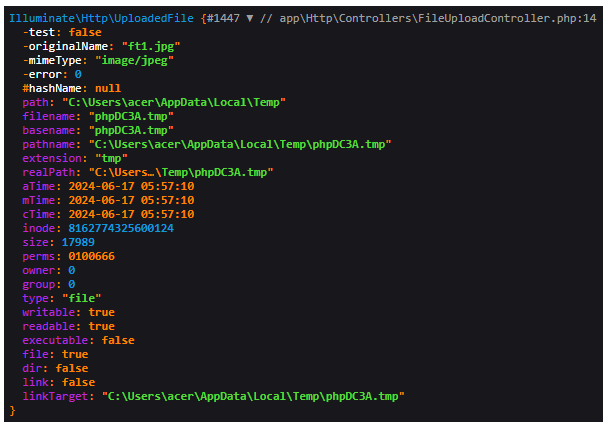 Illuminate\Http\UploadedFile {#1447 ▼ // app\Http\Controllers\FileUploadController.php:14
-test: false
-originalName: "ft1.jpg"
-mimeType: "image/jpeg"
-error: 0
#hashName: null
path: "C:\Users\acer\AppData\Local\Temp"
filename: "phpDC3A.tmp"
basename: "phpDC3A.tmp"
pathname: "C:\Users\acer\AppData\Local\Temp\phpDC3A.tmp"
extension: "tmp"
realPath: "C:\Users…\Temp\phpDC3A.tmp"
aTime: 2024-06-17 05:57:10
mTime: 2024-06-17 05:57:10
cTime: 2024-06-17 05:57:10
inode: 8162774325600124
size: 17989
perms: 0100666
owner: 0
group: 0
type: "file"
writable: true
readable: true
executable: false
file: true
dir: false
link: false
linkTarget: "C:\Users\acer\AppData\Local\Temp\phpDC3A.tmp"
}